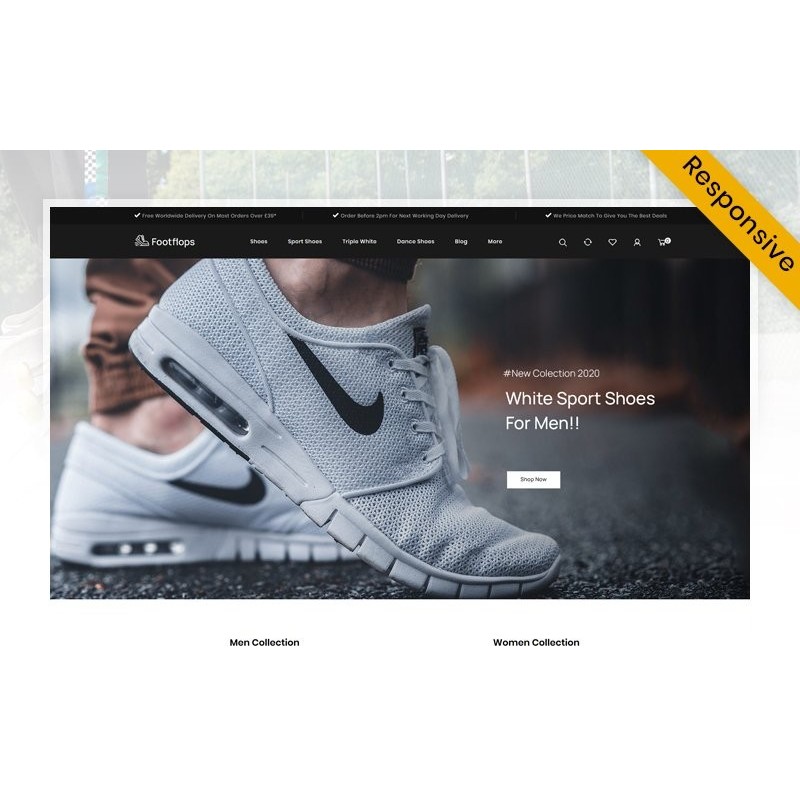 Responsive
Free Worldwide Delivery On Most Orders Over £39*
Order Before 2pm For Next Working Day Delivery
We Price Match To Give You The Best Deals
Footflops
Shoes
Sport Shoes
Triple White
Dance Shoes
Blog
More
0
#New Colection 2020
White Sport Shoes
For Men!!
Shop Now
Men Collection
Women Collection